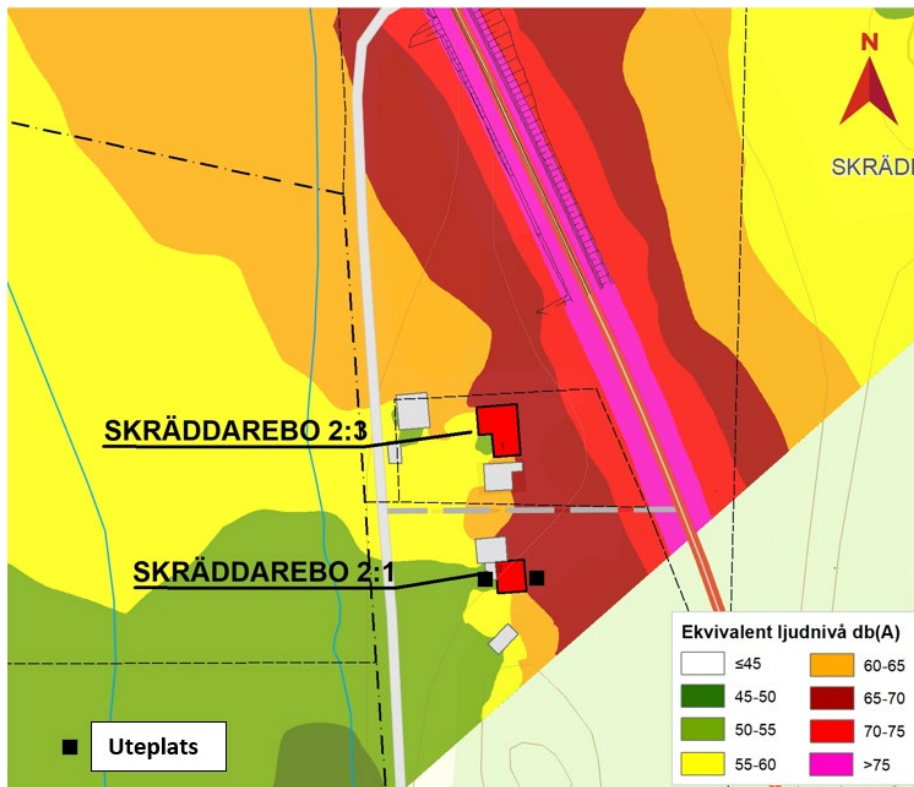 N
SKRÄDD
SKRÄDDAREBO 2:3
SKRÄDDAREBO 2:1
Uteplats
Ekvivalent ljudnivå db(A)
≤45
60-65
45-50
65-70
50-55
70-75
55-60
>75